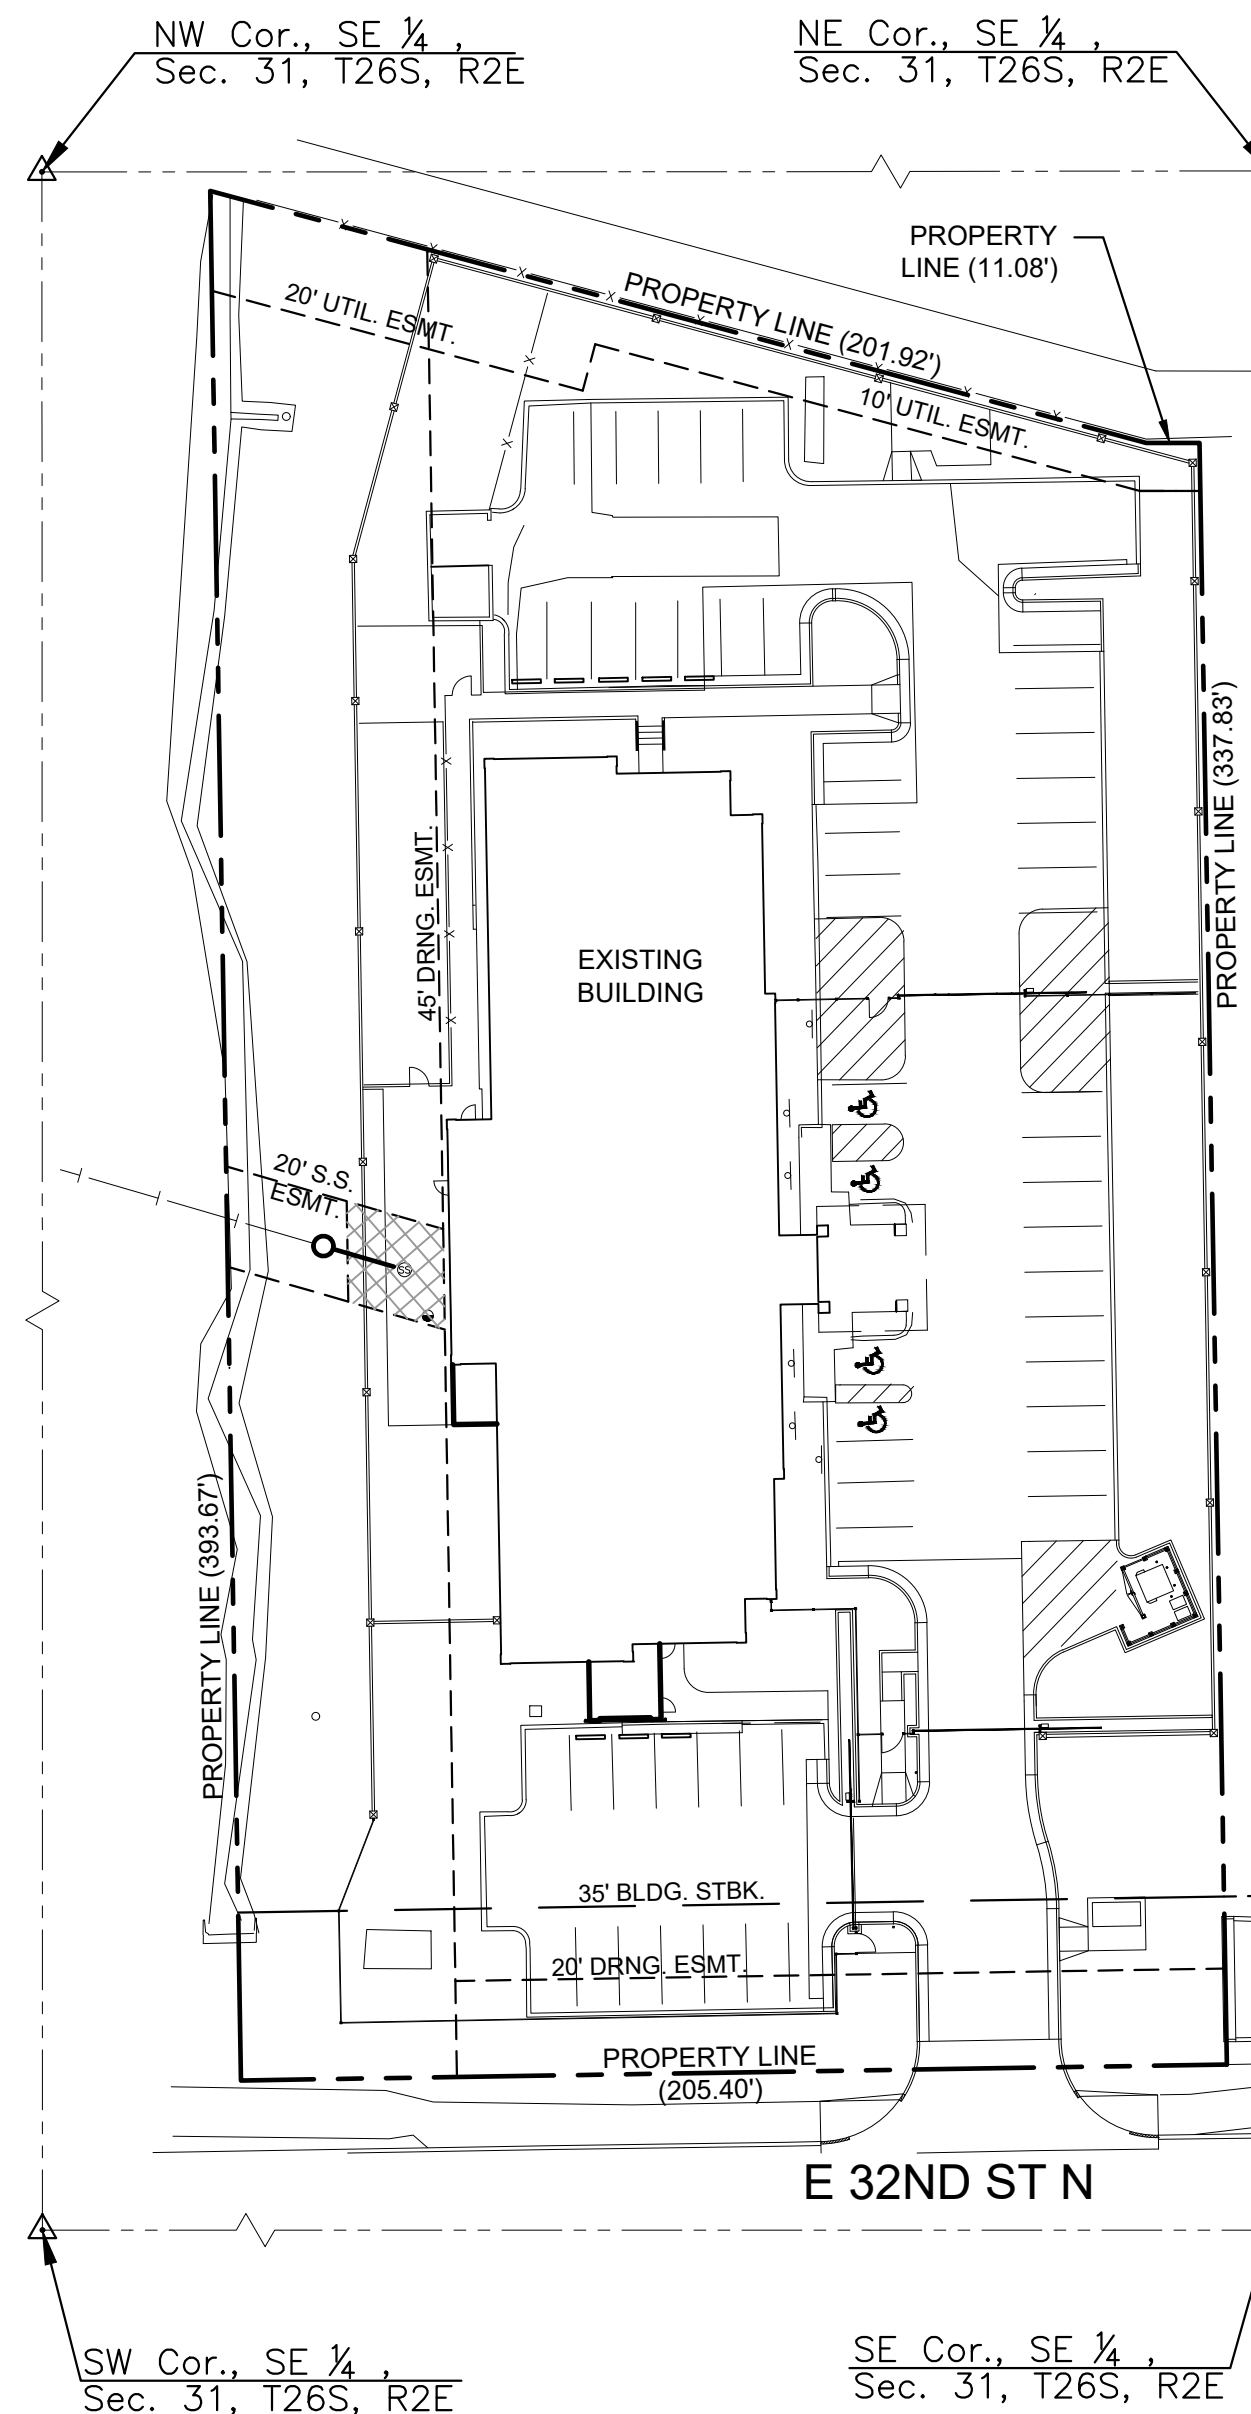 NW Cor., SE ¼ ,
Sec. 31, T26S, R2E
NE Cor., SE ¼ ,
Sec. 31, T26S, R2E
PROPERTY
LINE (11.08')
PROPERTY LINE (201.92')
20' UTIL. ESMT.
10' UTIL. ESMT.
PROPERTY LINE (337.83')
45' DRNG. ESMT.
EXISTING
BUILDING
20' S.S.
ESMT.
SS
PROPERTY LINE (393.67')
35' BLDG. STBK.
20' DRNG. ESMT.
PROPERTY LINE
(205.40')
E 32ND ST N
SW Cor., SE ¼ ,
Sec. 31, T26S, R2E
SE Cor., SE ¼ ,
Sec. 31, T26S, R2E